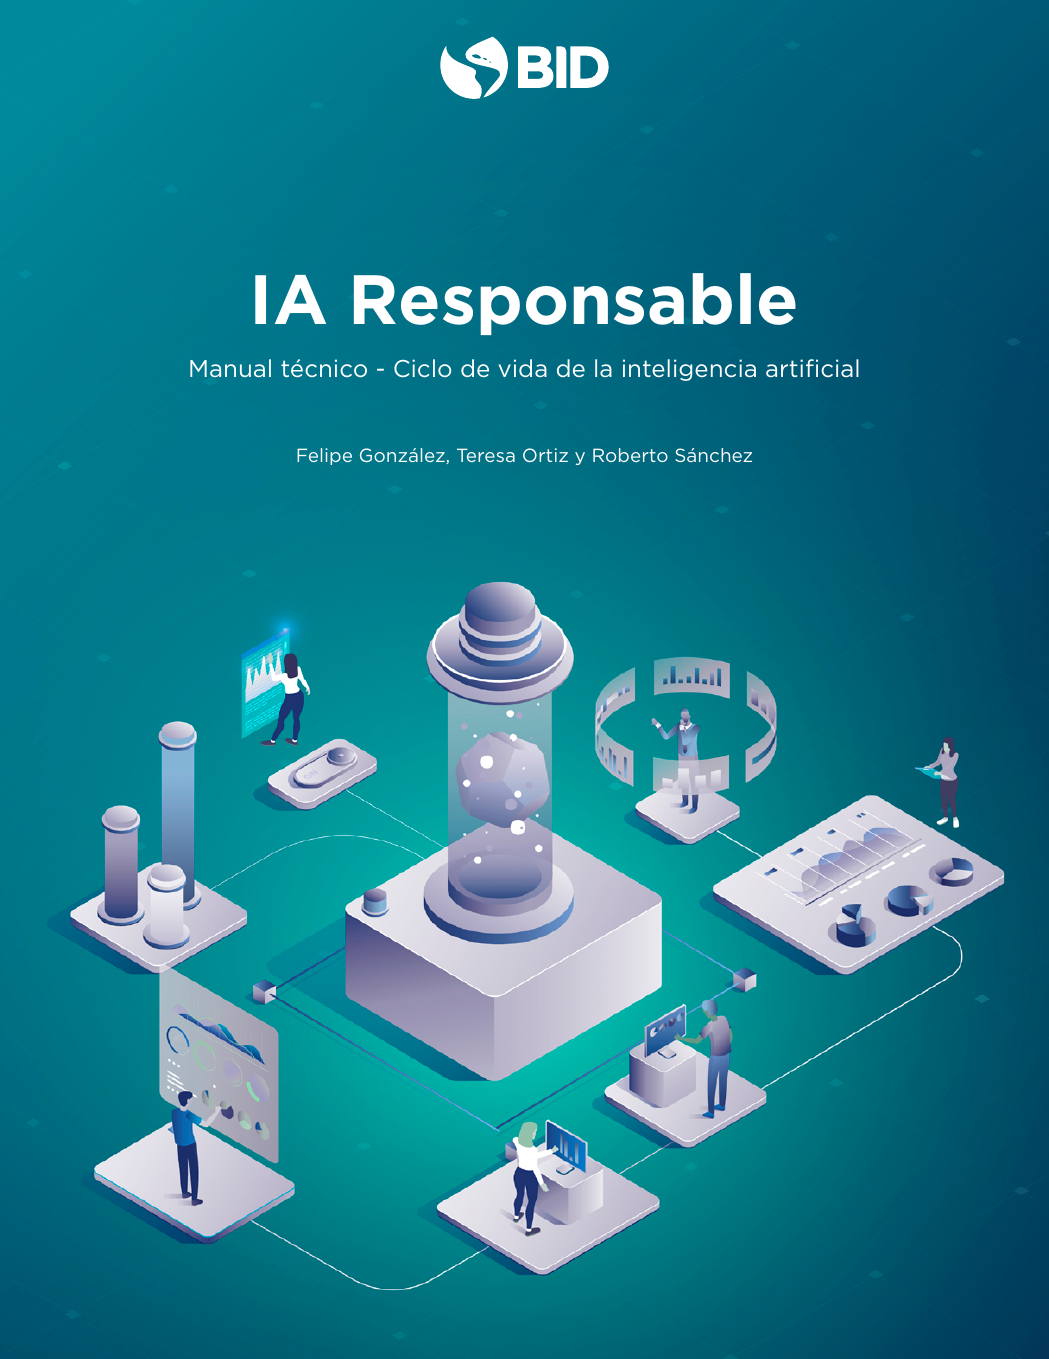 BID
IA Responsable
Manual técnico - Ciclo de vida de la inteligencia artificial
Felipe González, Teresa Ortiz y Roberto Sánchez